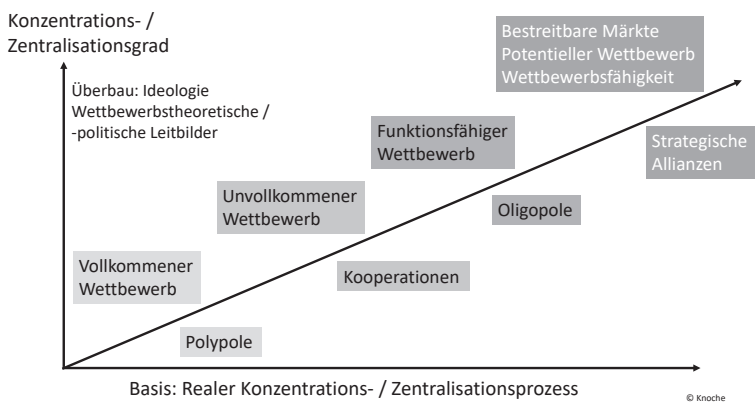 Konzentrations- /
Zentralisationsgrad
Überbau: Ideologie
Wettbewerbstheoretische /
-politische Leitbilder
Bestreitbare Märkte
Potentieller Wettbewerb
Wettbewerbsfähigkeit
Funktionsfähiger
Wettbewerb
Strategische
Allianzen
Unvollkommener
Wettbewerb
Oligopole
Vollkommener
Wettbewerb
Kooperationen
Polypole
Basis: Realer Konzentrations- / Zentralisationsprozess
© Knoche